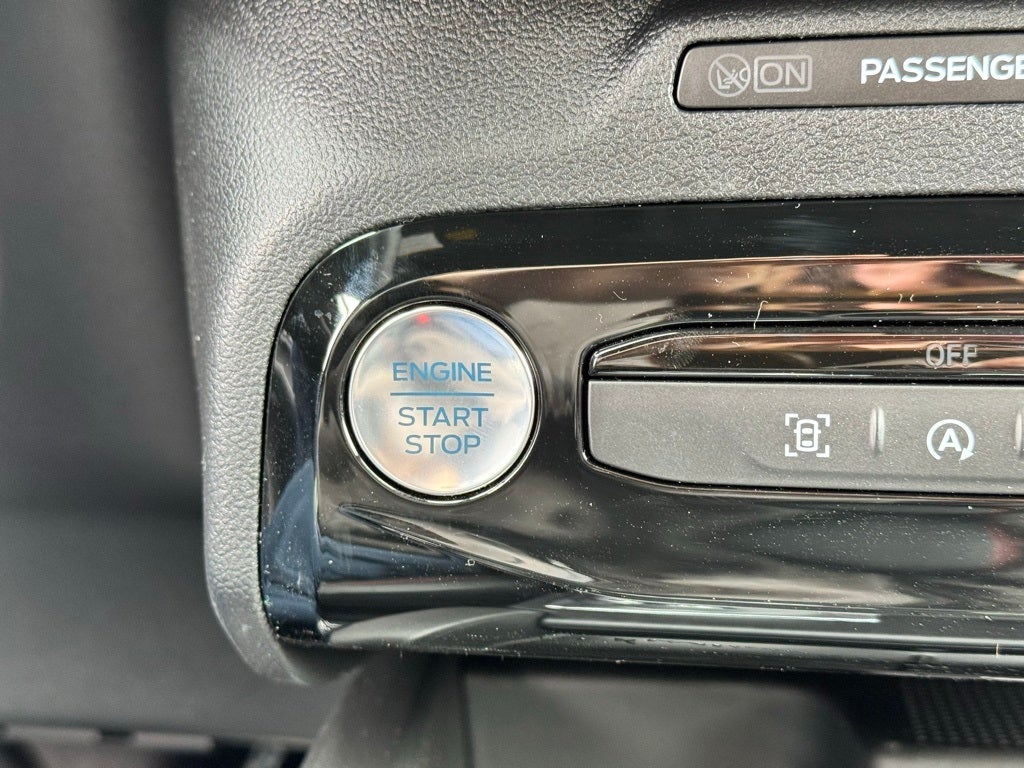 ON PASSENGE
ENGINE
START
STOP
OFF
A